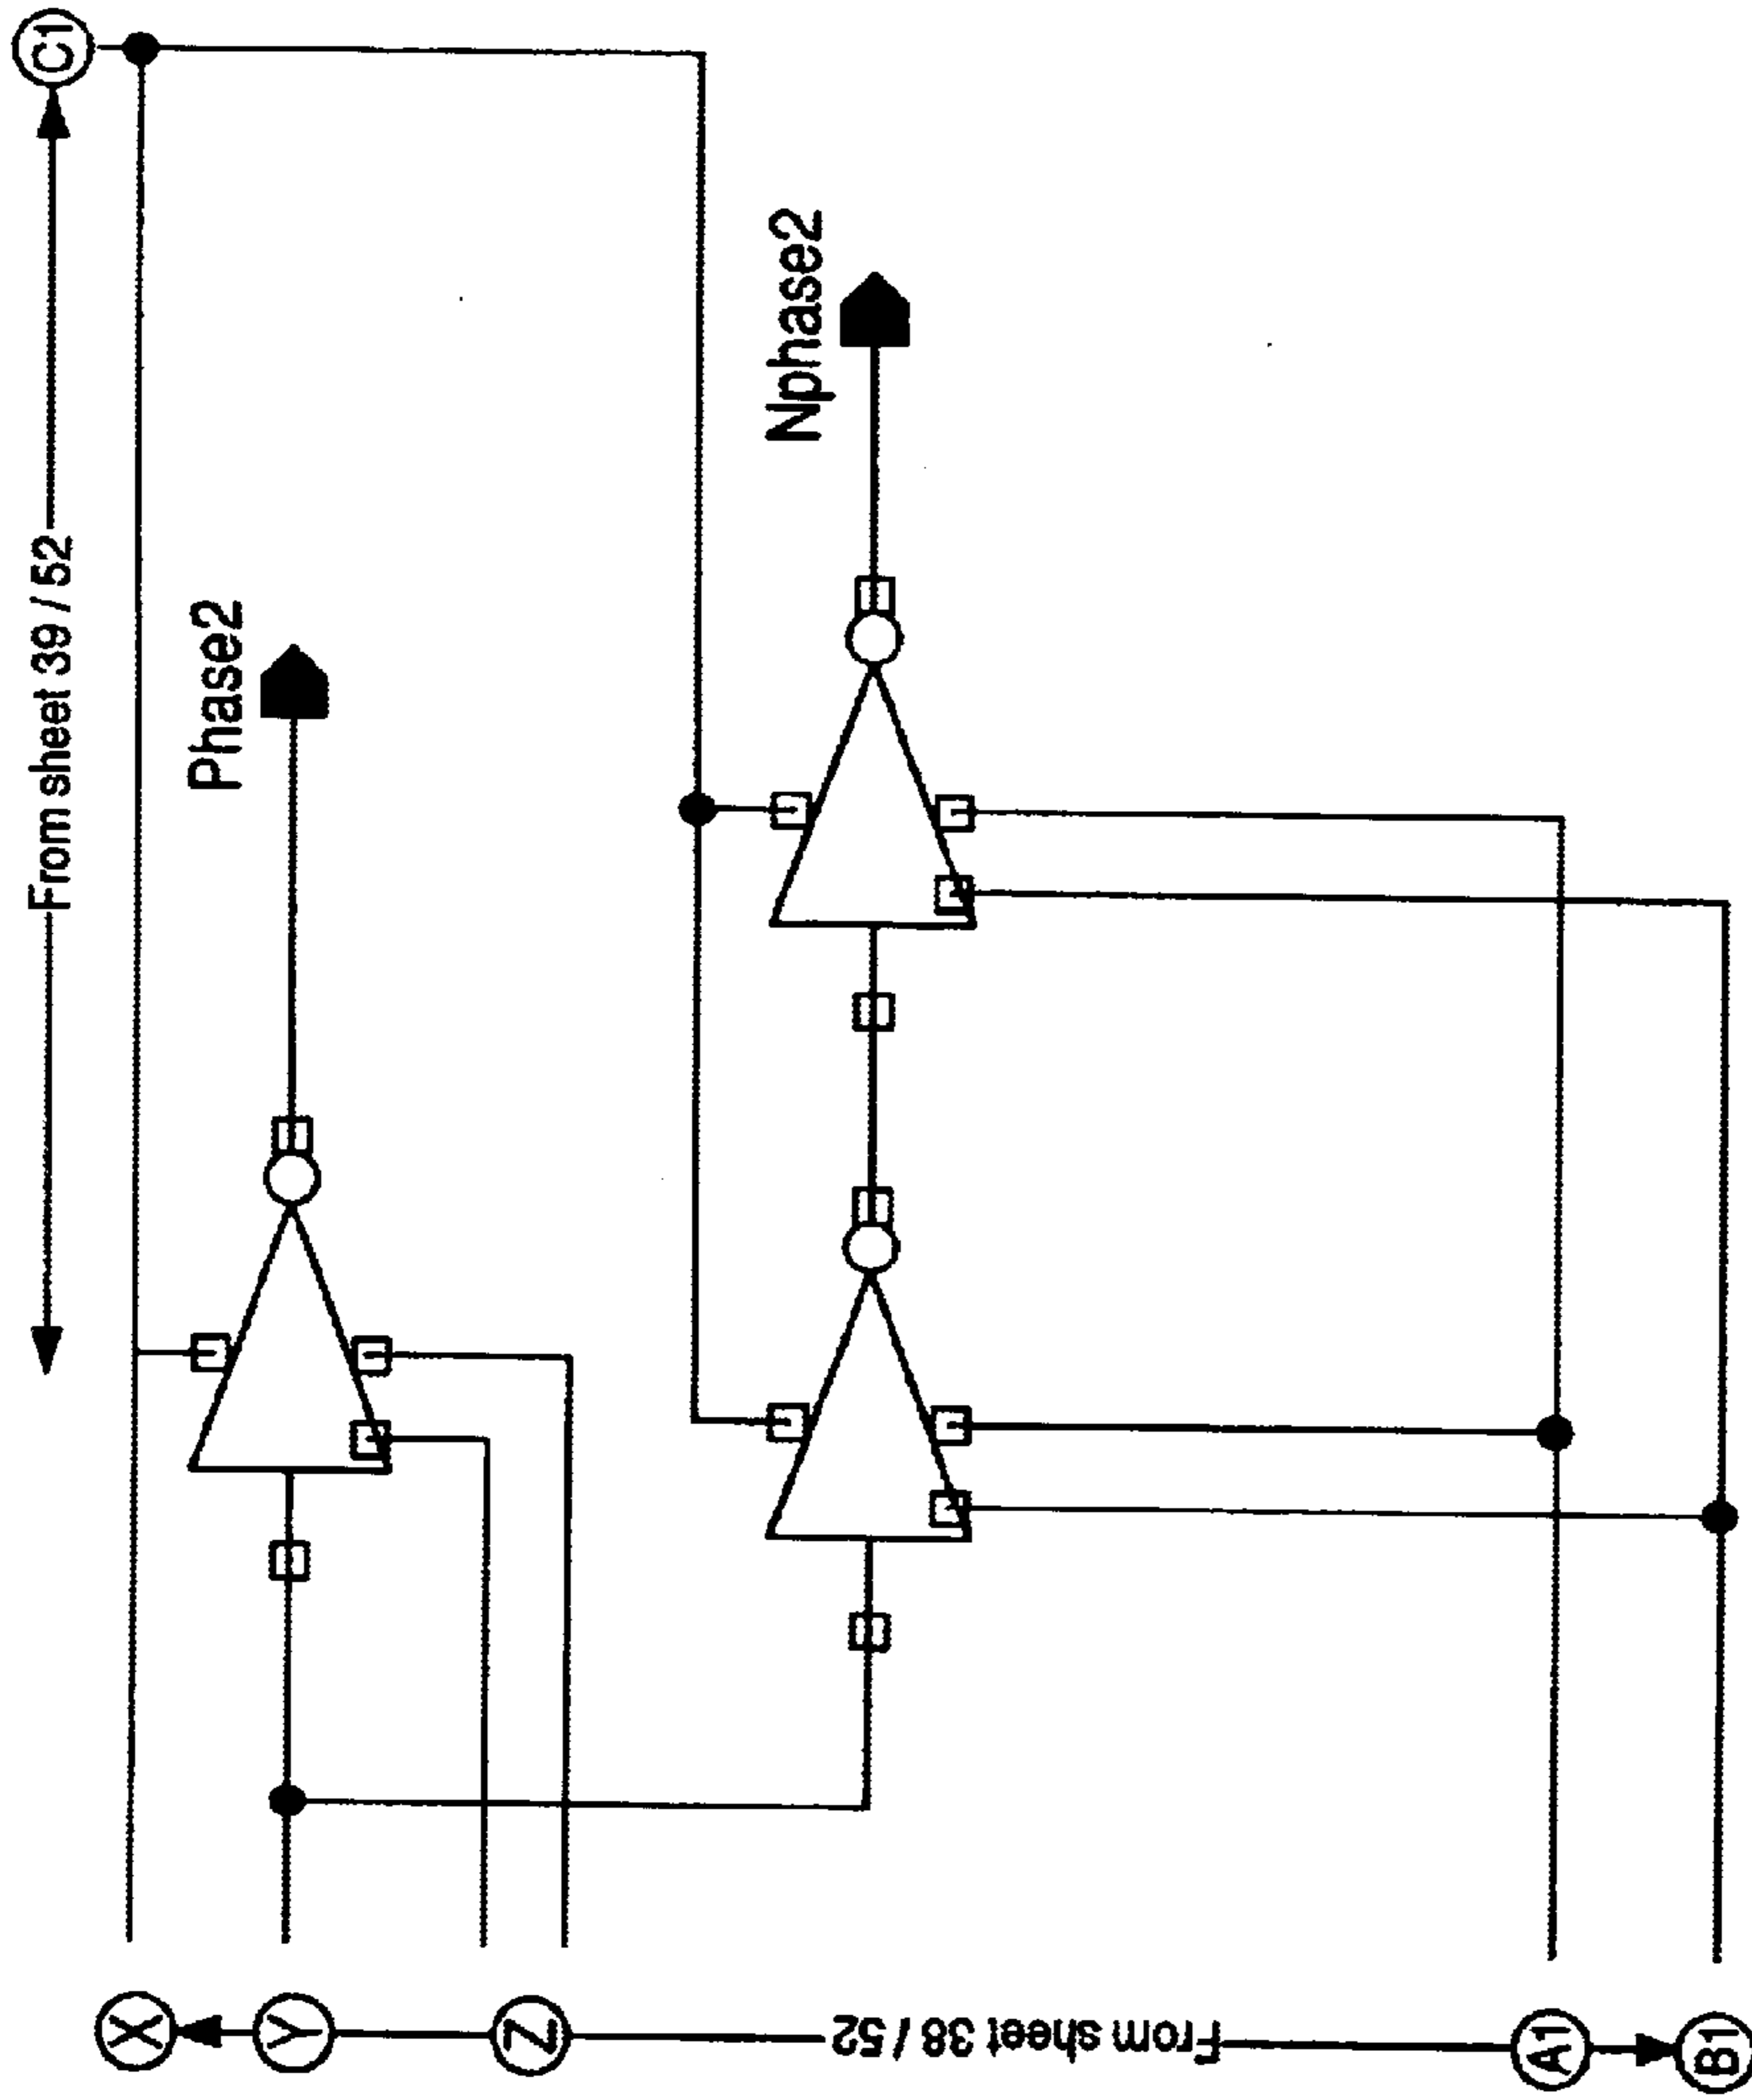 From sheet 39 / 52
C1
Phase2
Nphase2
X
Y
Z
From sheet 38 / 52
A1
B1